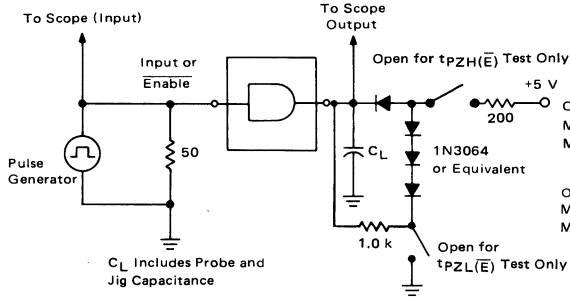 To Scope (Input)
To Scope
Output
Input or
Enable
Open for tPZH(E) Test Only
+5 V
200
50
Pulse
Generator
CL
1N3064
or Equivalent
1.0 k
Open for
tPZL(E) Test Only
CL Includes Probe and
Jig Capacitance
O
M
M
O
M
M